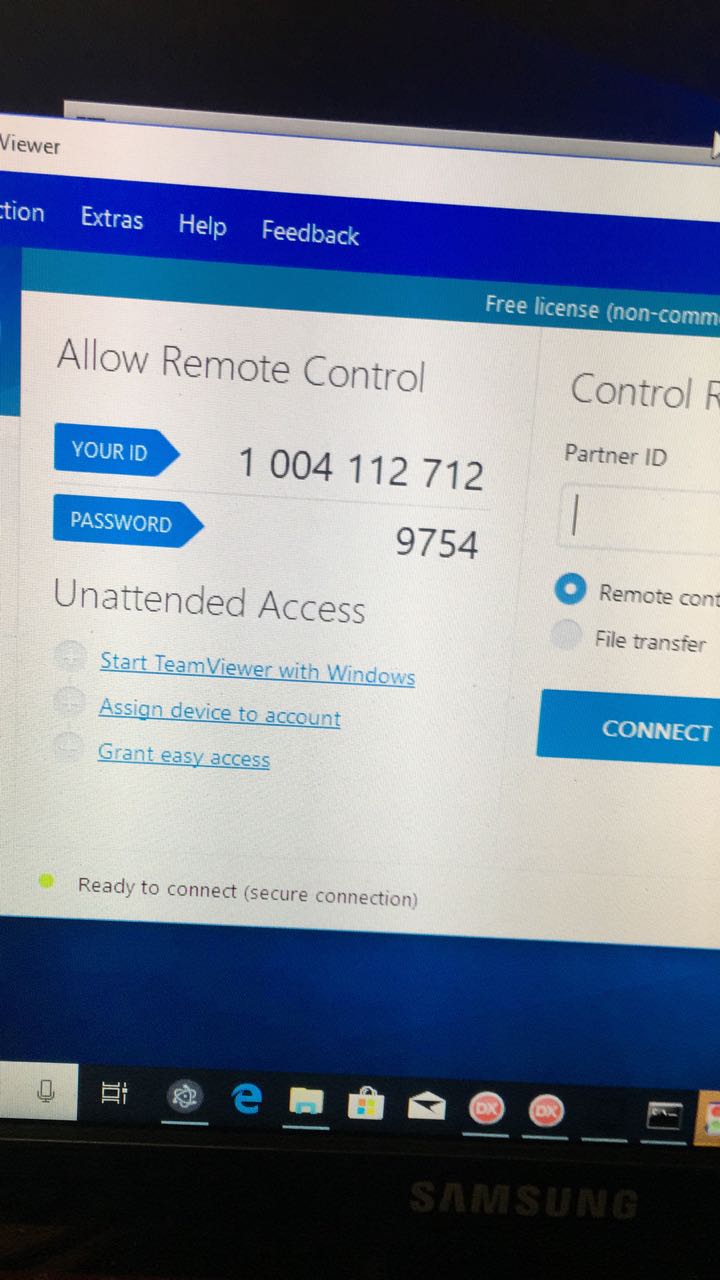 Viewer
ction Extras Help Feedback
Free license (non-comme
Allow Remote Control
YOUR ID 1 004 112 712
PASSWORD 9754
Unattended Access
Start TeamViewer with Windows
Assign device to account
Grant easy access
Ready to connect (secure connection)
Control R
Partner ID
Remote cont
File transfer
CONNECT
DX DX
SAMSUNG